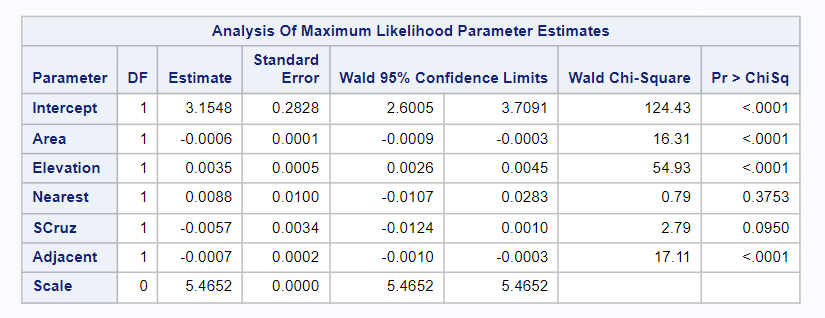 Analysis Of Maximum Likelihood Parameter Estimates
Parameter DF Estimate Standard Error Wald 95% Confidence Limits Wald Chi-Square Pr > ChiSq
Intercept 1 3.1548 0.2828 2.6005 3.7091 124.43 <.0001
Area 1 -0.0006 0.0001 -0.0009 -0.0003 16.31 <.0001
Elevation 1 0.0035 0.0005 0.0026 0.0045 54.93 <.0001
Nearest 1 0.0088 0.0100 -0.0107 0.0283 0.79 0.3753
SCruz 1 -0.0057 0.0034 -0.0124 0.0010 2.79 0.0950
Adjacent 1 -0.0007 0.0002 -0.0010 -0.0003 17.11 <.0001
Scale 0 5.4652 0.0000 5.4652 5.4652